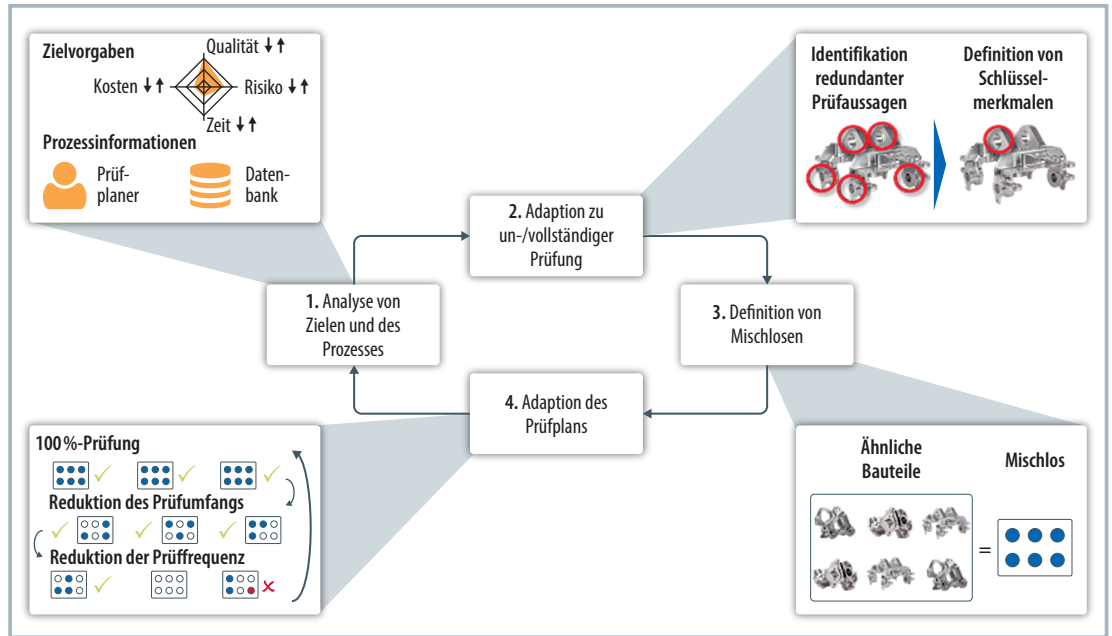 Zielvorgaben
Qualität ↓↑
Kosten ↓↑
Risiko ↓↑
Zeit ↓↑
Prozessinformationen
Prüf-
planer
Daten-
bank
Identifikation
redundanter
Prüfaussagen
Definition von
Schlüssel-
merkmalen
2. Adaption zu
un-/vollständiger
Prüfung
1. Analyse von
Zielen und des
Prozesses
3. Definition von
Mischlosen
4. Adaption des
Prüfplans
100 %-Prüfung
Reduktion des Prüfumfangs
Reduktion der Prüffrequenz
Ähnliche
Bauteile
Mischlos
=